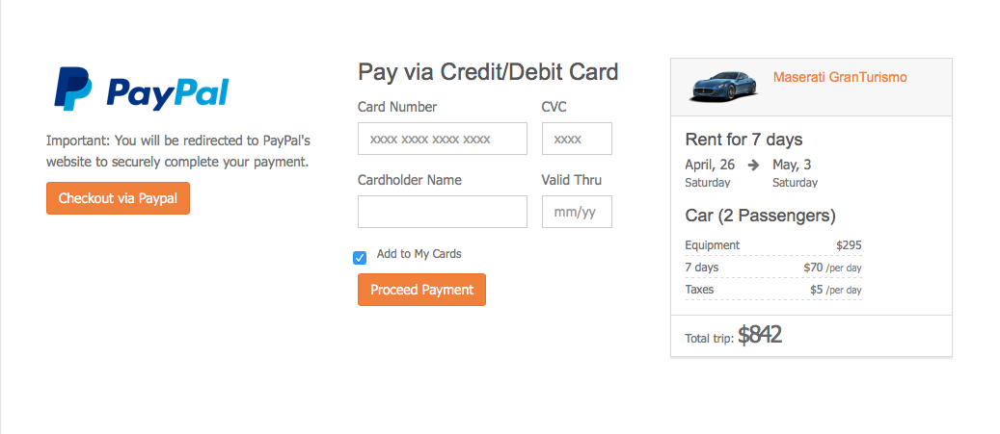 PayPal
Important: You will be redirected to PayPal's
website to securely complete your payment.
Checkout via Paypal
Pay via Credit/Debit Card
Card Number
CVC
xxxx xxxx xxxx xxxx
xxxx
Cardholder Name
Valid Thru
mm/yy
Add to My Cards
Proceed Payment
Maserati GranTurismo
Rent for 7 days
April, 26 → May, 3
Saturday Saturday
Car (2 Passengers)
Equipment $295
7 days $70 /per day
Taxes $5 /per day
Total trip: $842